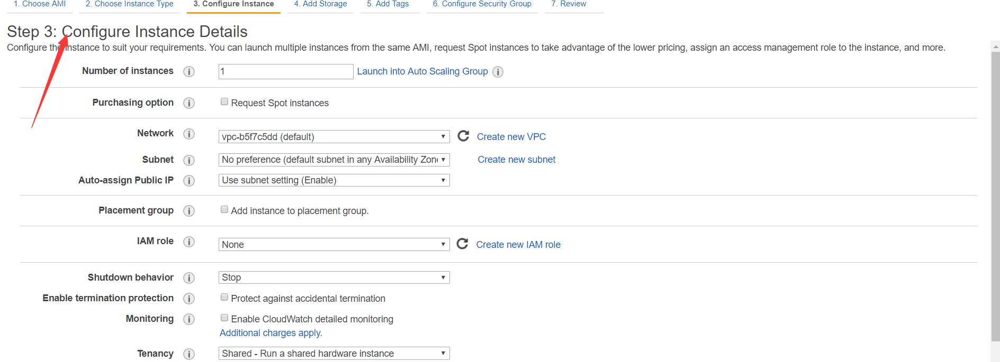 1. Choose AMI 2. Choose Instance Type 3. Configure Instance 4. Add Storage 5. Add Tags 6. Configure Security Group 7. Review
Step 3: Configure Instance Details
Configure the instance to suit your requirements. You can launch multiple instances from the same AMI, request Spot instances to take advantage of the lower pricing, assign an access management role to the instance, and more.
Number of instances i 1 Launch into Auto Scaling Group i
Purchasing option i Request Spot instances
Network i vpc-b5f7c5dd (default) Create new VPC
Subnet i No preference (default subnet in any Availability Zone Create new subnet
Auto-assign Public IP i Use subnet setting (Enable)
Placement group i Add instance to placement group.
IAM role i None Create new IAM role
Shutdown behavior i Stop
Enable termination protection i Protect against accidental termination
Monitoring i Enable CloudWatch detailed monitoring
Additional charges apply.
Tenancy i Shared - Run a shared hardware instance